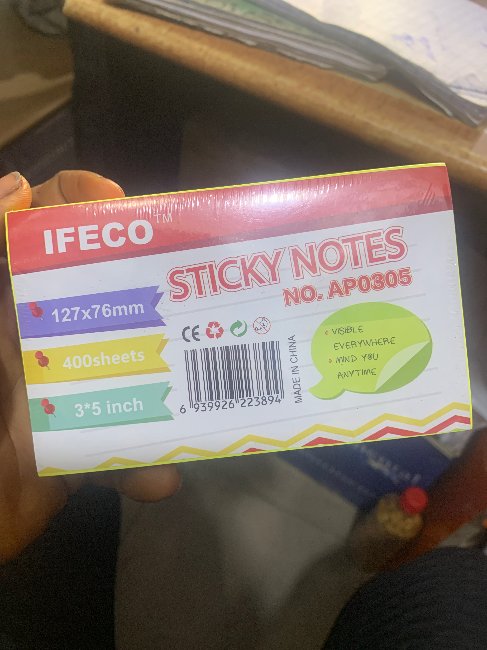 IFECO™
STICKY NOTES
NO. AP0305
127x76mm
400sheets
3*5 inch
CE
6 939926 223894
MADE IN CHINA
• VISIBLE
EVERYWHERE
• MIND YOU
ANYTIME